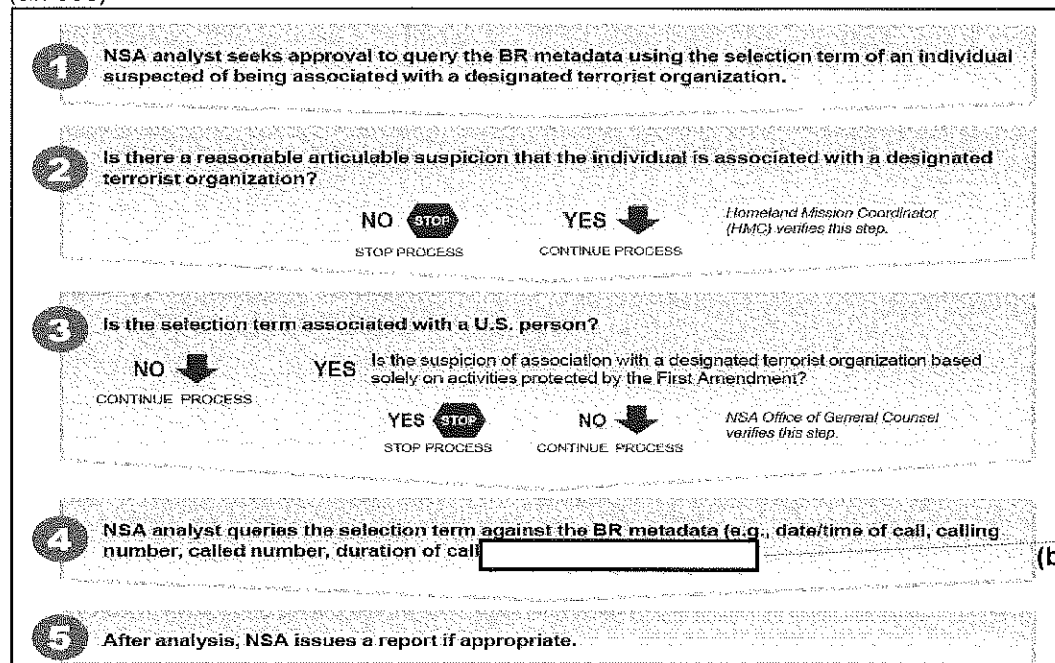 1
NSA analyst seeks approval to query the BR metadata using the selection term of an individual
suspected of being associated with a designated terrorist organization.
2
Is there a reasonable articulable suspicion that the individual is associated with a designated
terrorist organization?
NO STOP YES Homeland Mission Coordinator
(HMC) verifies this step.
STOP PROCESS CONTINUE PROCESS
3
Is the selection term associated with a U.S. person?
NO YES Is the suspicion of association with a designated terrorist organization based
solely on activities protected by the First Amendment?
CONTINUE PROCESS
YES STOP NO NSA Office of General Counsel
verifies this step.
STOP PROCESS CONTINUE PROCESS
4
NSA analyst queries the selection term against the BR metadata (e.g., date/time of call, calling
number, called number, duration of call
(b
5
After analysis, NSA issues a report if appropriate.